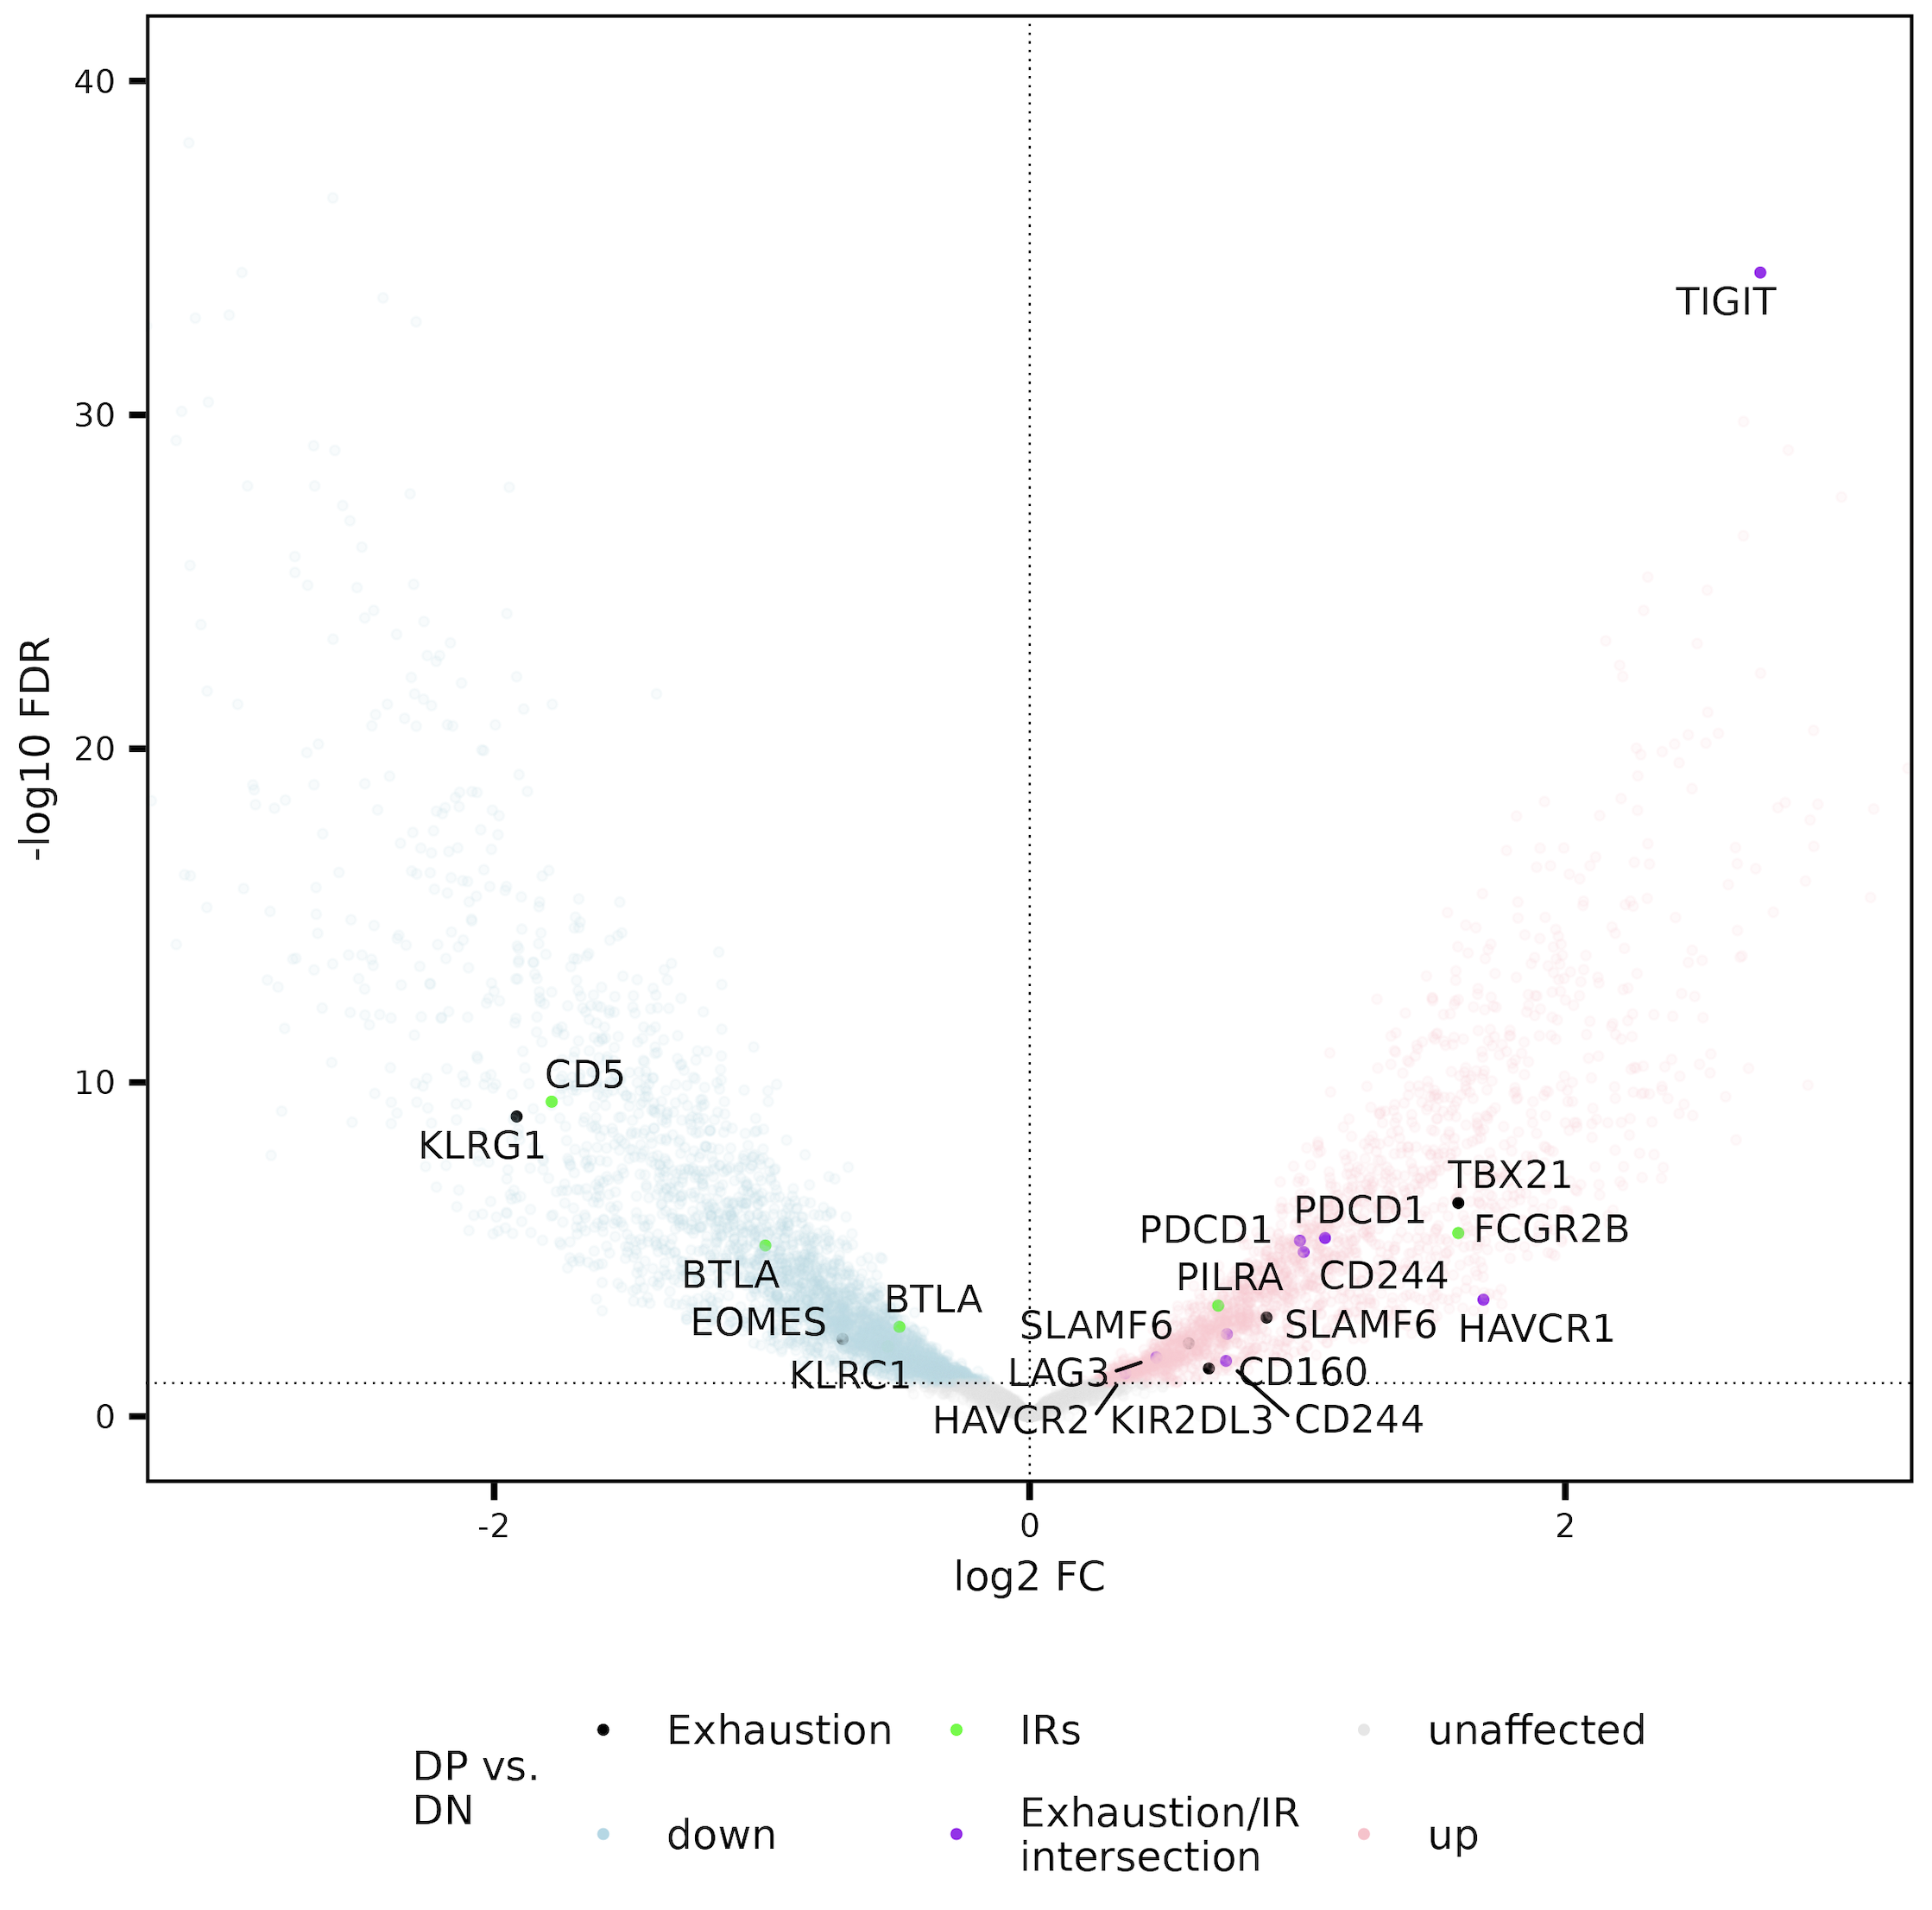 40
TIGIT
30
-log10 FDR
20
10
CD5
KLRG1
TBX21
PDCD1
PDCD1
FCGR2B
BTLA
PILRA
CD244
BTLA
EOMES
SLAMF6
SLAMF6
HAVCR1
KLRC1
LAG3
CD160
0
HAVCR2
KIR2DL3
CD244
-2
0
2
log2 FC
DP vs.
DN
Exhaustion
IRs
unaffected
down
Exhaustion/IR
intersection
up